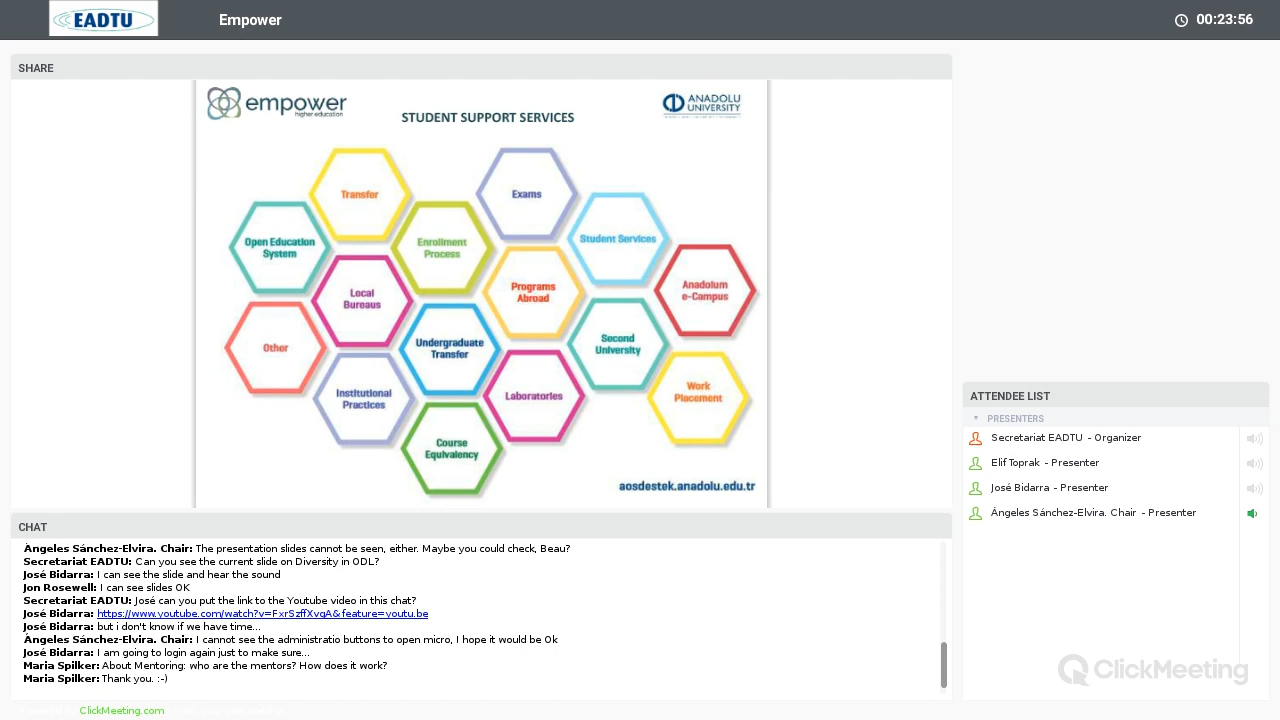 EADTU
Empower
00:23:56
SHARE
empower
higher education
STUDENT SUPPORT SERVICES
ANADOLU
UNIVERSITY
Transfer
Exams
Open Education
System
Enrollment
Process
Student Services
Local
Bureaus
Programs
Abroad
Anadolum
e-Campus
Other
Undergraduate
Transfer
Second
University
Institutional
Practices
Laboratories
Work
Placement
Course
Equivalency
aosdestek.anadolu.edu.tr
CHAT
Ángeles Sánchez-Elvira. Chair: The presentation slides cannot be seen, either. Maybe you could check, Beau?
Secretariat EADTU: Can you see the current slide on Diversity in ODL?
José Bidarra: I can see the slide and hear the sound
Jon Rosewell: I can see slides OK
Secretariat EADTU: José can you put the link to the Youtube video in this chat?
José Bidarra: https://www.youtube.com/watch?v=FxrSzffXvqA&feature=youtu.be
José Bidarra: but i don't know if we have time...
Ángeles Sánchez-Elvira. Chair: I cannot see the administratio buttons to open micro, I hope it would be Ok
José Bidarra: I am going to login again just to make sure...
Maria Spilker: About Mentoring: who are the mentors? How does it work?
Maria Spilker: Thank you. :-)
ATTENDEE LIST
PRESENTERS
Secretariat EADTU - Organizer
Elif Toprak - Presenter
José Bidarra - Presenter
Ángeles Sánchez-Elvira. Chair - Presenter
ClickMeeting
ClickMeeting.com